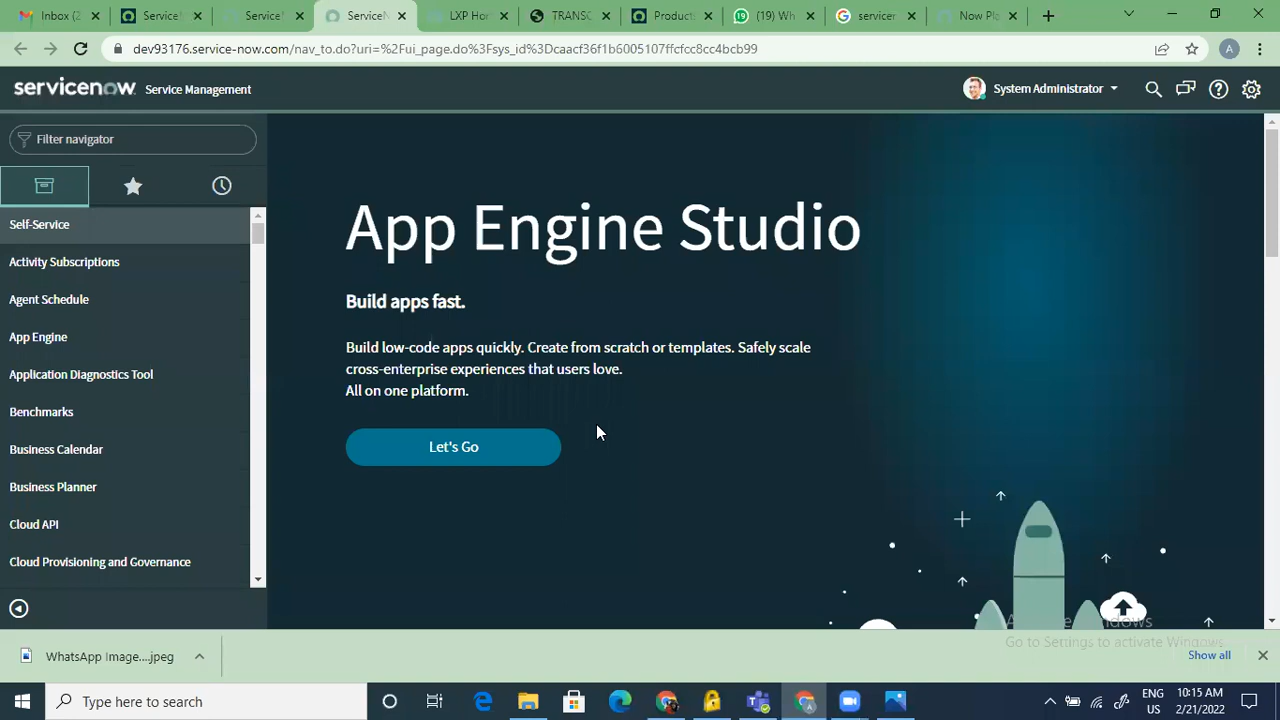 Inbox (2
Service
Service
ServiceN
LXP Hor
TRANSC
Producti
(19) Wh
servicer
Now Pla
dev93176.service-now.com/nav_to.do?uri=%2Fui_page.do%3Fsys_id%3Dcaacf36f1b6005107ffcfcc8cc4bcb99
A
servicenow Service Management
System Administrator
Filter navigator
Self-Service
Activity Subscriptions
Agent Schedule
App Engine
Application Diagnostics Tool
Benchmarks
Business Calendar
Business Planner
Cloud API
Cloud Provisioning and Governance
App Engine Studio
Build apps fast.
Build low-code apps quickly. Create from scratch or templates. Safely scale
cross-enterprise experiences that users love.
All on one platform.
Let's Go
Go to Settings to activate Windows.
WhatsApp Image....jpeg
Show all
Type here to search
ENG
US
10:15 AM
2/21/2022